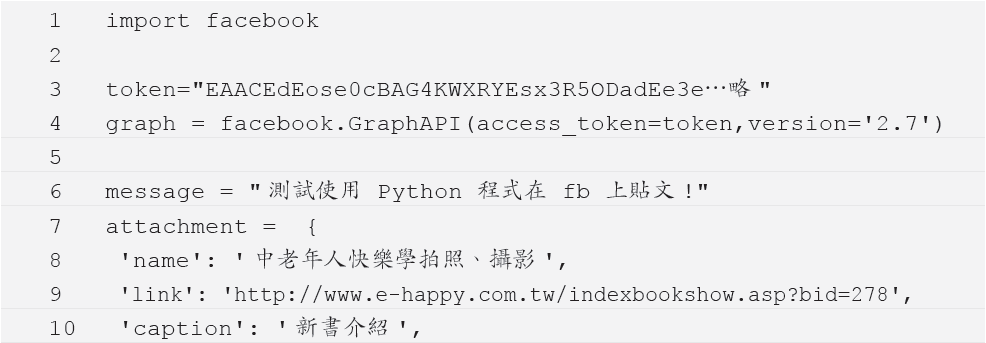 1 import facebook
2
3 token="EAACEdEose0cBAG4KWXRYEsx3R5ODadEe3e…略"
4 graph = facebook.GraphAPI(access_token=token,version='2.7')
5
6 message = "測試使用 Python 程式在 fb 上貼文!"
7 attachment = {
8 'name': '中老年人快樂學拍照、攝影',
9 'link': 'http://www.e-happy.com.tw/indexbookshow.asp?bid=278',
10 'caption': '新書介紹',